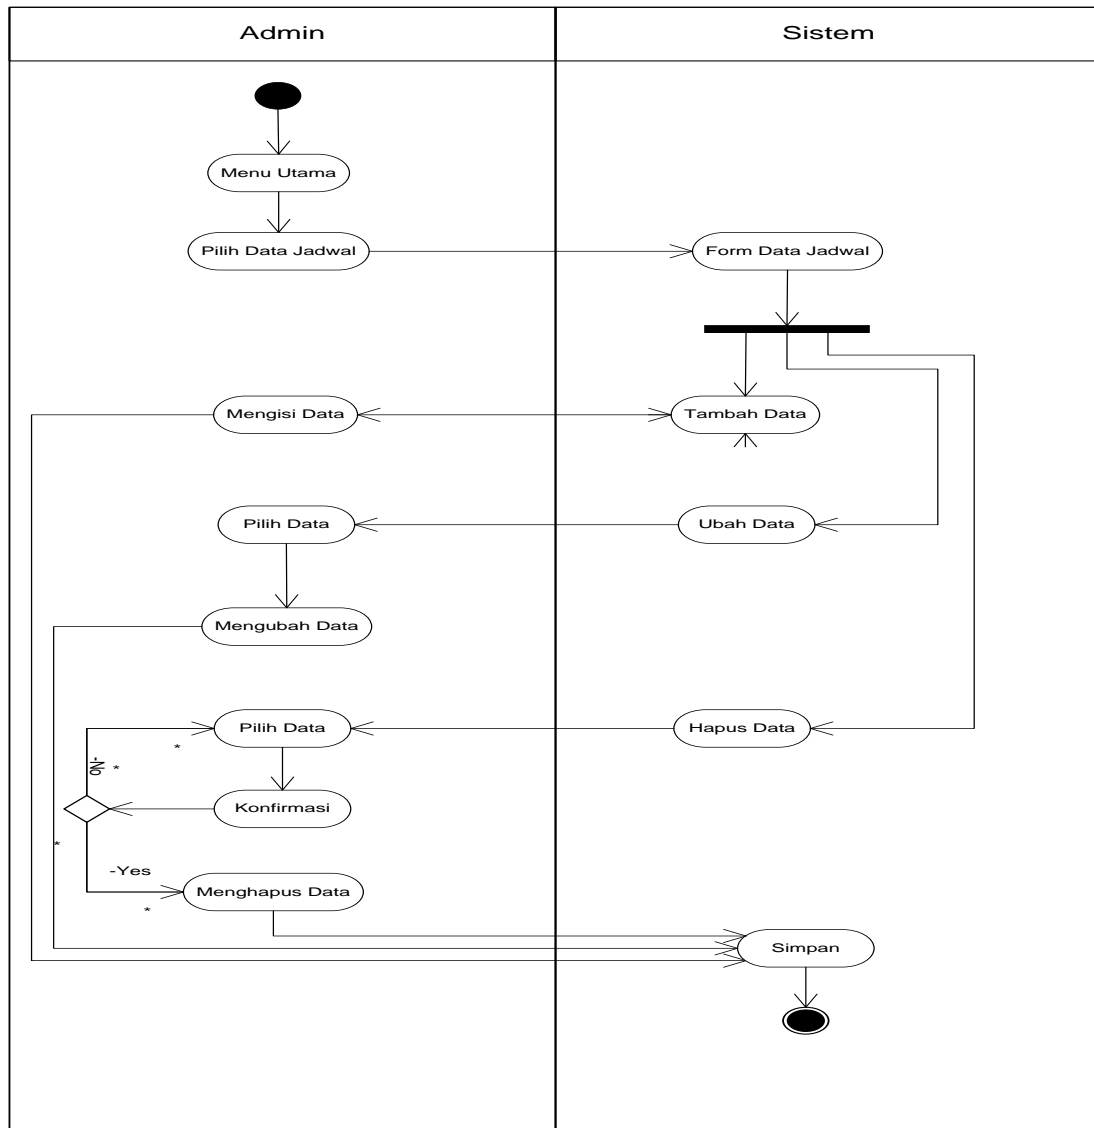 Admin
Sistem
Menu Utama
Pilih Data Jadwal
Form Data Jadwal
Mengisi Data
Tambah Data
Pilih Data
Ubah Data
Mengubah Data
Pilih Data
Hapus Data
*
-No
*
Konfirmasi
*
-Yes
Menghapus Data
*
Simpan